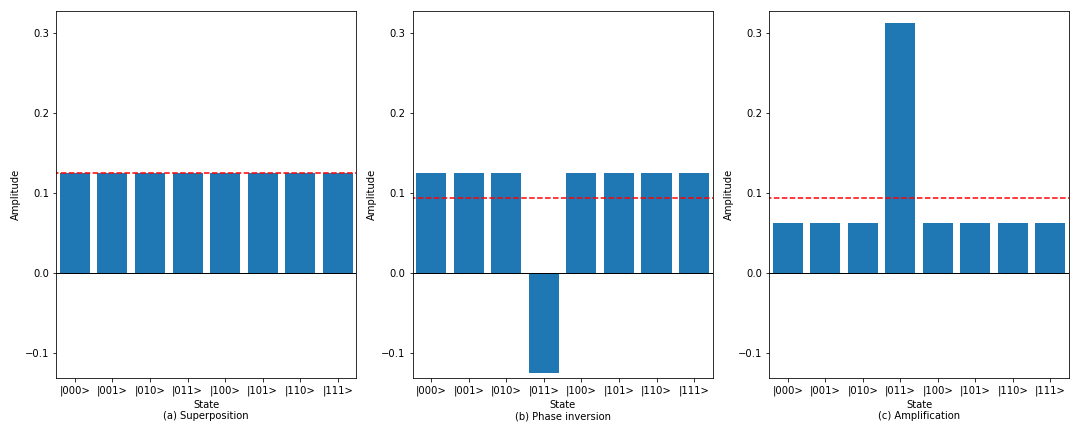 0.3
0.2
0.1
0.0
−0.1
Amplitude
|000> |001> |010> |011> |100> |101> |110> |111>
State
(a) Superposition
0.3
0.2
0.1
0.0
−0.1
Amplitude
|000> |001> |010> |011> |100> |101> |110> |111>
State
(b) Phase inversion
0.3
0.2
0.1
0.0
−0.1
Amplitude
|000> |001> |010> |011> |100> |101> |110> |111>
State
(c) Amplification